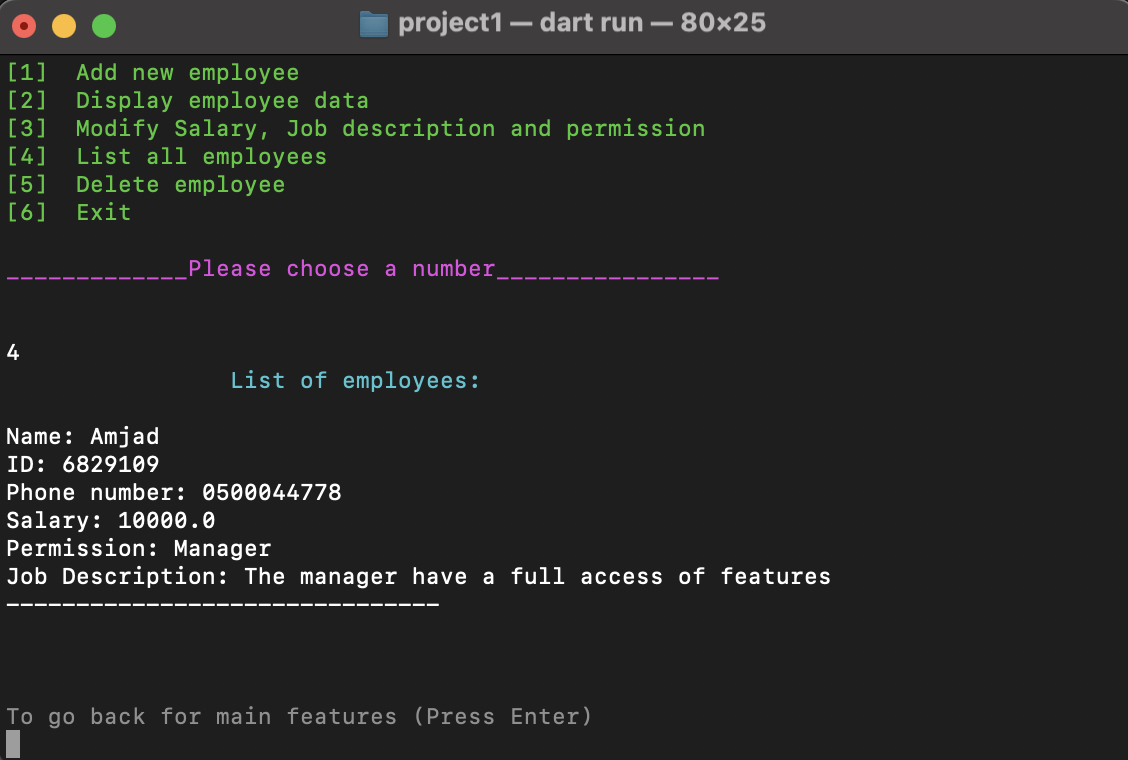 project1 — dart run — 80×25
[1]  Add new employee
[2]  Display employee data
[3]  Modify Salary, Job description and permission
[4]  List all employees
[5]  Delete employee
[6]  Exit
_____________Please choose a number________________
4
List of employees:
Name: Amjad
ID: 6829109
Phone number: 0500044778
Salary: 10000.0
Permission: Manager
Job Description: The manager have a full access of features
-------------------------------
To go back for main features (Press Enter)